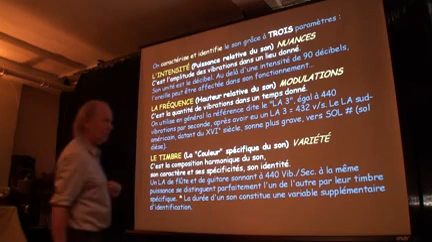 On caractérise et identifie le son grâce à TROIS paramètres :
L'INTENSITÉ (Puissance relative du son) NUANCES
C'est l'amplitude des vibrations dans un lieu donné.
Son unité est le décibel. Au delà d'une intensité de 90 décibels,
l'oreille peut être affectée dans son fonctionnement...
LA FRÉQUENCE (Hauteur relative du son) MODULATIONS
C'est la quantité de vibrations dans un temps donné.
On utilise en général la référence dite le "LA 3", égal à 440
vibrations par seconde, après avoir eu un LA 3 = 432 v/s. Le LA sud-
américain, datant du XVI° siècle, sonne plus grave, vers SOL # (sol
dièse).
LE TIMBRE (La "Couleur" spécifique du son) VARIÉTÉ
C'est la composition harmonique du son,
son caractère et ses spécificités, son identité.
Un LA de flûte et de guitare sonnant à 440 Vib./Sec. à la même
puissance se distinguent parfaitement l'un de l'autre par leur timbre
spécifique. * La durée d'un son constitue une variable supplémentaire
d'identification.